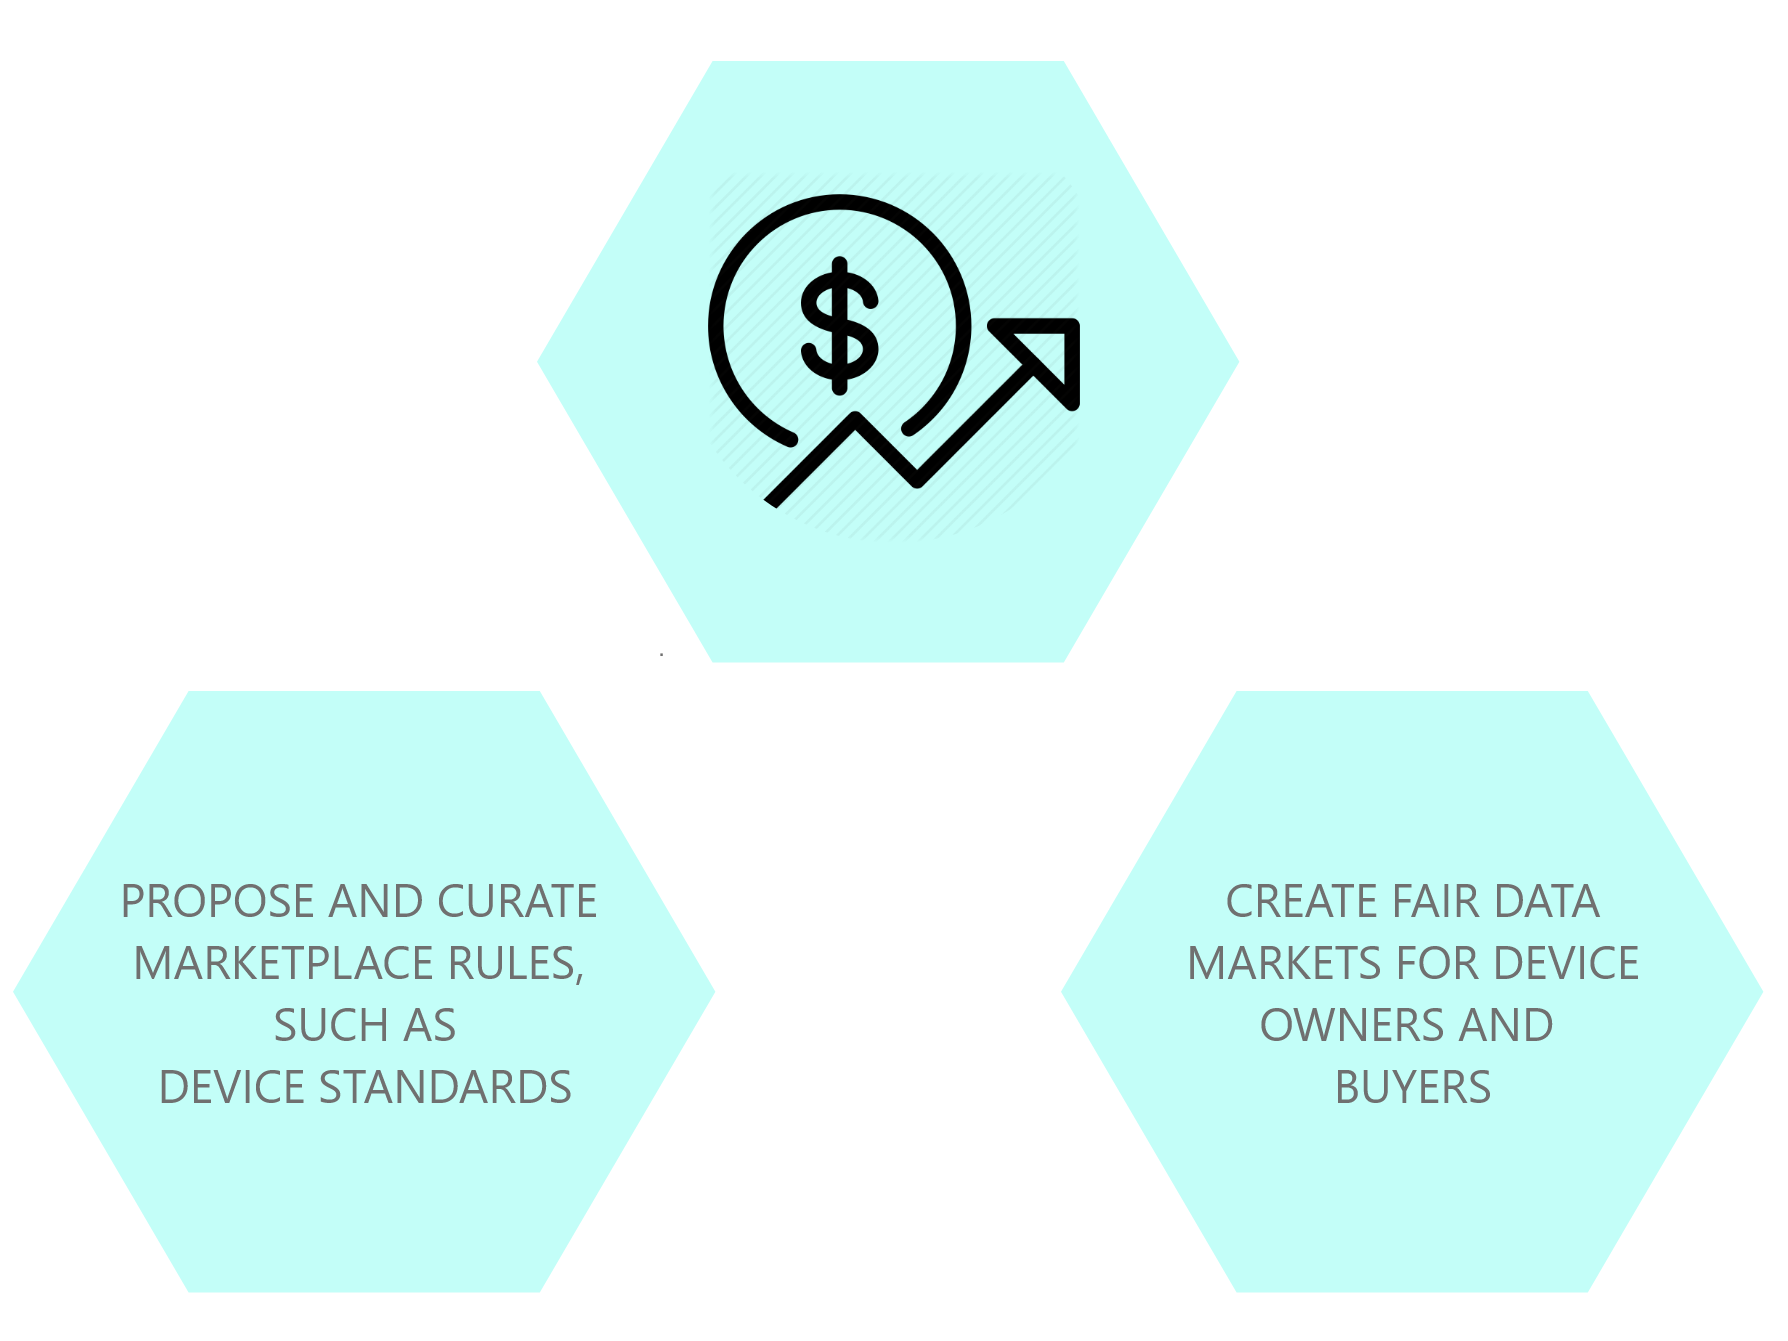 $
.
PROPOSE AND CURATE
MARKETPLACE RULES,
SUCH AS
DEVICE STANDARDS
CREATE FAIR DATA
MARKETS FOR DEVICE
OWNERS AND
BUYERS